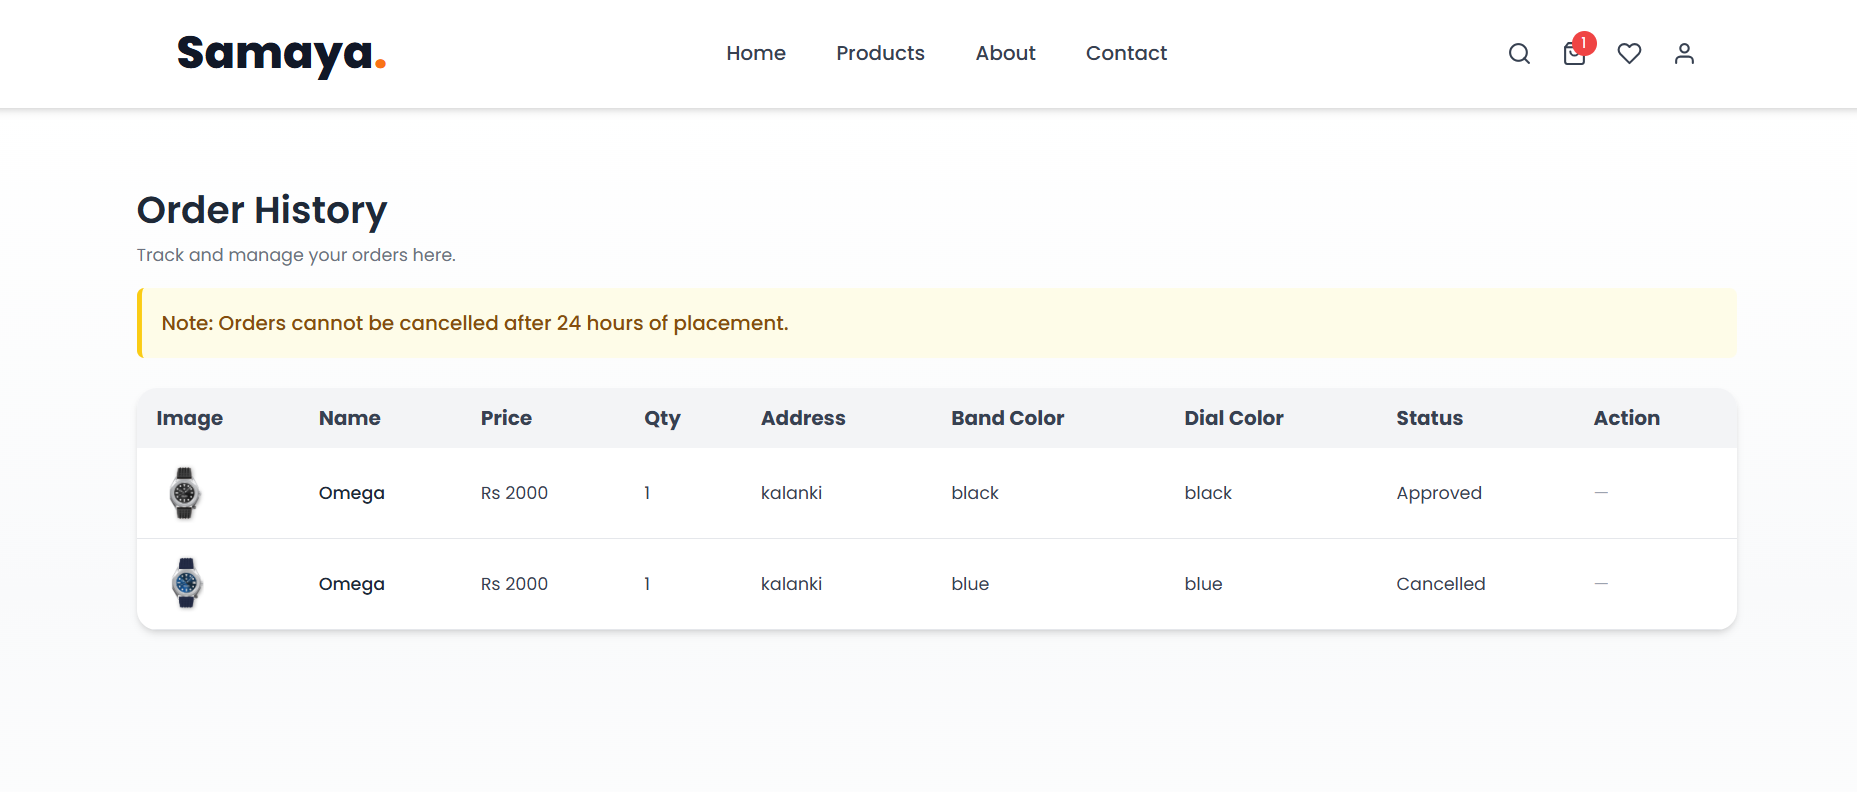 Samaya.
Home Products About Contact
1
Order History
Track and manage your orders here.
Note: Orders cannot be cancelled after 24 hours of placement.
Image Name Price Qty Address Band Color Dial Color Status Action
Omega Rs 2000 1 kalanki black black Approved —
Omega Rs 2000 1 kalanki blue blue Cancelled —